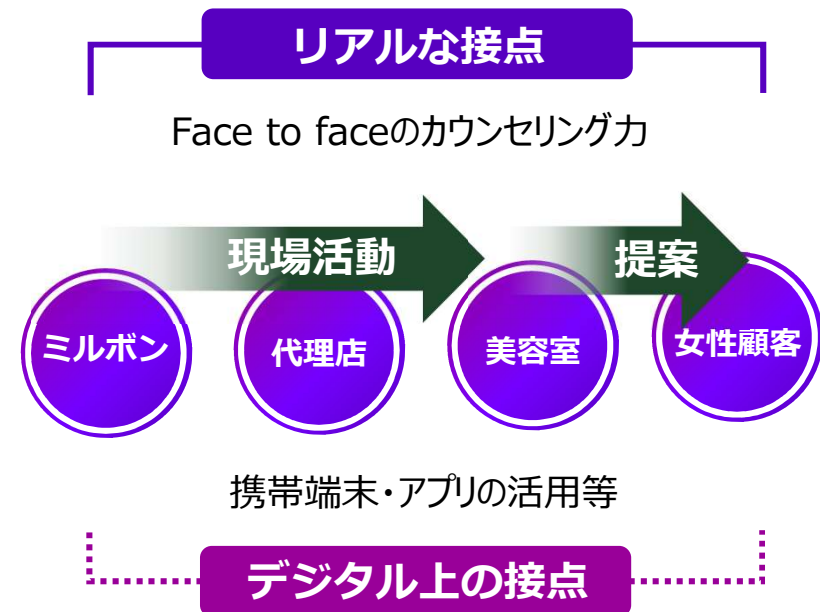 リアルな接点
Face to faceのカウンセリング力
現場活動
提案
ミルボン
代理店
美容室
女性顧客
携帯端末・アプリの活用等
デジタル上の接点